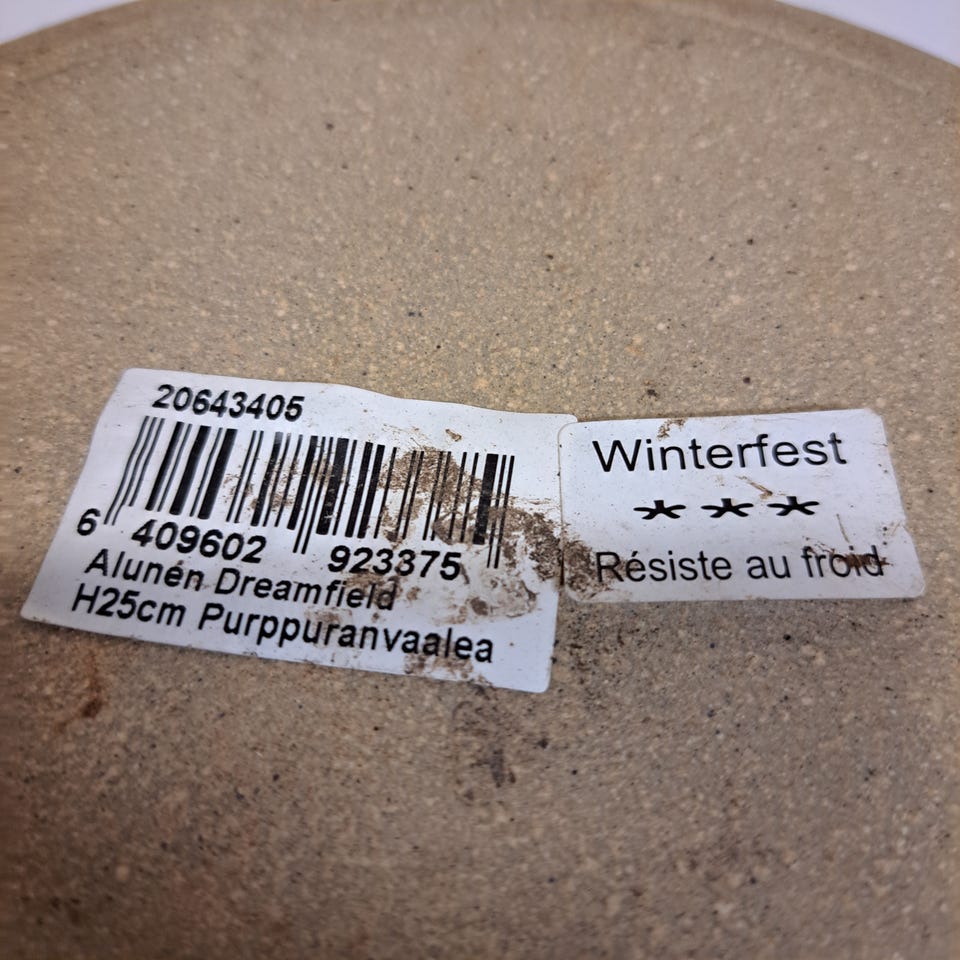 20643405
6 409602 923375
Alunen Dreamfield
H25cm Purppuranvaalea
Winterfest
***
Résiste au froid